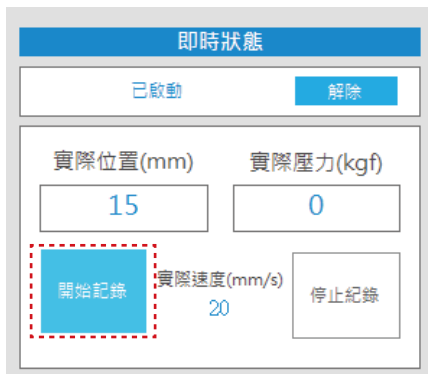 即時狀態
已啟動 解除
實際位置(mm) 實際壓力(kgf)
15 0
開始記錄 實際速度(mm/s) 停止紀錄
20